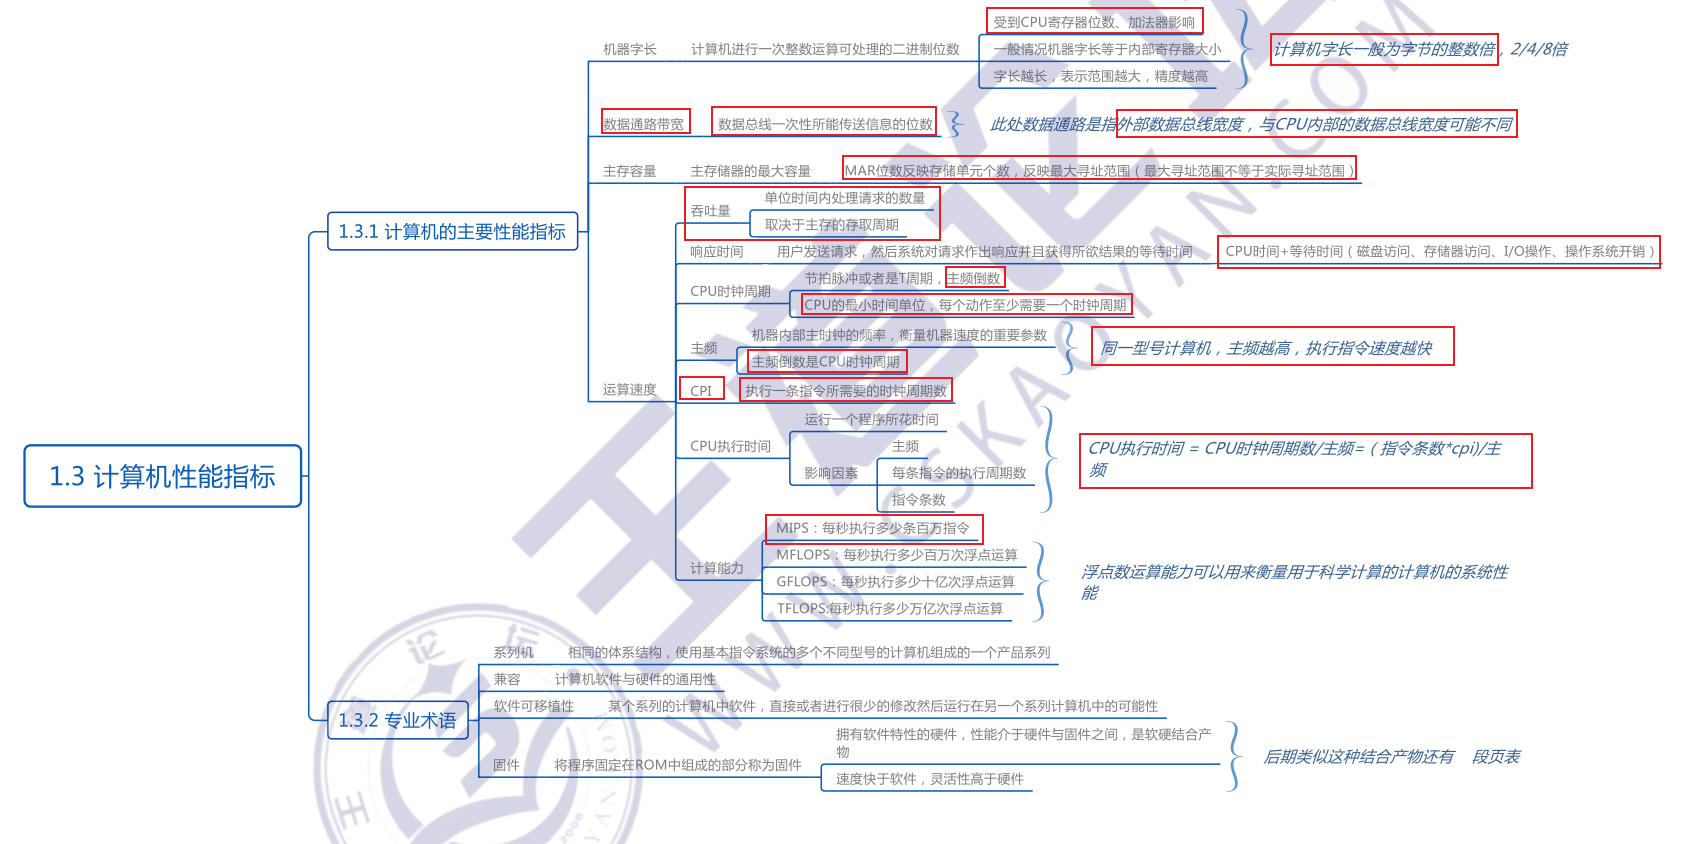 受到CPU寄存器位数、加法器影响
机器字长
计算机进行一次整数运算可处理的二进制位数
一般情况机器字长等于内部寄存器大小
计算机字长一般为字节的整数倍，2/4/8倍
字长越长，表示范围越大，精度越高
数据通路带宽
数据总线一次性所能传送信息的位数
此处数据通路是指外部数据总线宽度，与CPU内部的数据总线宽度可能不同
主存容量
主存储器的最大容量
MAR位数反映存储单元个数，反映最大寻址范围（最大寻址范围不等于实际寻址范围）
1.3.1 计算机的主要性能指标
吞吐量
单位时间内处理请求的数量
取决于主存的存取周期
响应时间
用户发送请求，然后系统对请求作出响应并且获得所欲结果的等待时间
CPU时间+等待时间（磁盘访问、存储器访问、I/O操作、操作系统开销）
CPU时钟周期
节拍脉冲或者是T周期，主频倒数
CPU的最小时间单位，每个动作至少需要一个时钟周期
主频
机器内部主时钟的频率，衡量机器速度的重要参数
主频倒数是CPU时钟周期
同一型号计算机，主频越高，执行指令速度越快
运算速度
CPI
执行一条指令所需要的时钟周期数
CPU执行时间
运行一个程序所花时间
影响因素
主频
每条指令的执行周期数
指令条数
CPU执行时间 = CPU时钟周期数/主频=（指令条数*cpi)/主
频
1.3 计算机性能指标
计算能力
MIPS：每秒执行多少条百万指令
MFLOPS：每秒执行多少百万次浮点运算
GFLOPS：每秒执行多少十亿次浮点运算
TFLOPS:每秒执行多少万亿次浮点运算
浮点数运算能力可以用来衡量用于科学计算的计算机的系统性
能
1.3.2 专业术语
系列机
相同的体系结构，使用基本指令系统的多个不同型号的计算机组成的一个产品系列
兼容
计算机软件与硬件的通用性
软件可移植性
某个系列的计算机中软件，直接或者进行很少的修改然后运行在另一个系列计算机中的可能性
固件
将程序固定在ROM中组成的部分称为固件
拥有软件特性的硬件，性能介于硬件与固件之间，是软硬结合产
物
速度快于软件，灵活性高于硬件
后期类似这种结合产物还有 段页表
王道论坛
WWW.CSKAOYAN.COM
王道论坛
2008